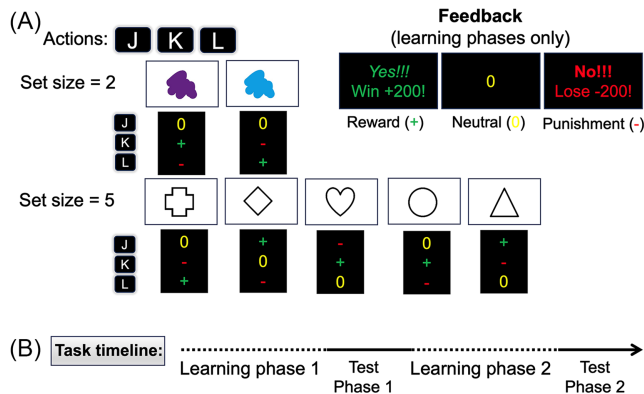 (A)
Actions: J K L
Feedback
(learning phases only)
Yes!!!
Win +200!
0
No!!!
Lose -200!
Reward (+) Neutral (0) Punishment (-)
Set size = 2
J 0 0
K + -
L - +
Set size = 5
J 0 + - 0 +
K - 0 + + -
L + - 0 - 0
(B) Task timeline:
Learning phase 1 Test Phase 1 Learning phase 2 Test Phase 2